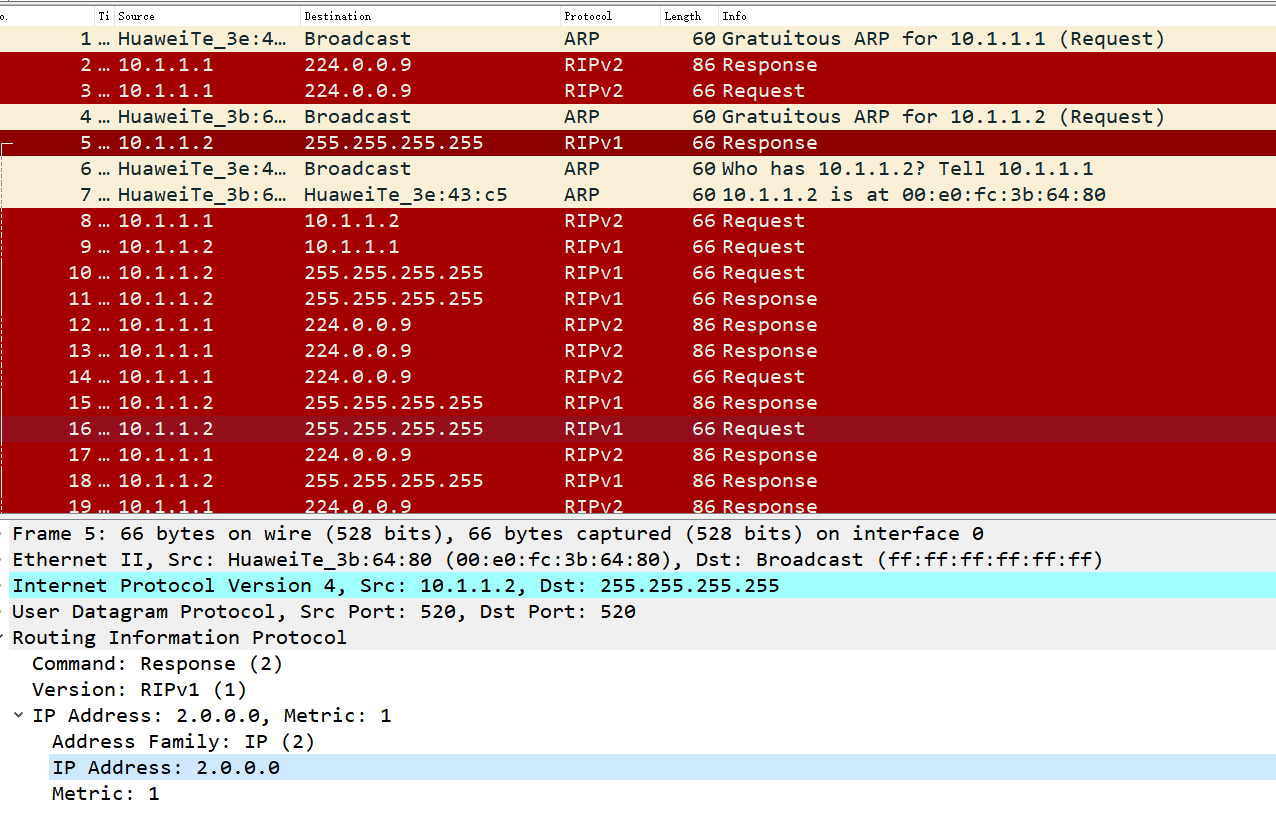 o. Ti Source Destination Protocol Length Info
1 … HuaweiTe_3e:4… Broadcast ARP 60 Gratuitous ARP for 10.1.1.1 (Request)
2 … 10.1.1.1 224.0.0.9 RIPv2 86 Response
3 … 10.1.1.1 224.0.0.9 RIPv2 66 Request
4 … HuaweiTe_3b:6… Broadcast ARP 60 Gratuitous ARP for 10.1.1.2 (Request)
5 … 10.1.1.2 255.255.255.255 RIPv1 66 Response
6 … HuaweiTe_3e:4… Broadcast ARP 60 Who has 10.1.1.2? Tell 10.1.1.1
7 … HuaweiTe_3b:6… HuaweiTe_3e:43:c5 ARP 60 10.1.1.2 is at 00:e0:fc:3b:64:80
8 … 10.1.1.1 10.1.1.2 RIPv2 66 Request
9 … 10.1.1.2 10.1.1.1 RIPv1 66 Request
10 … 10.1.1.2 255.255.255.255 RIPv1 66 Request
11 … 10.1.1.2 255.255.255.255 RIPv1 66 Response
12 … 10.1.1.1 224.0.0.9 RIPv2 86 Response
13 … 10.1.1.1 224.0.0.9 RIPv2 86 Response
14 … 10.1.1.1 224.0.0.9 RIPv2 66 Request
15 … 10.1.1.2 255.255.255.255 RIPv1 86 Response
16 … 10.1.1.2 255.255.255.255 RIPv1 66 Request
17 … 10.1.1.1 224.0.0.9 RIPv2 86 Response
18 … 10.1.1.2 255.255.255.255 RIPv1 86 Response
19 … 10.1.1.1 224.0.0.9 RIPv2 86 Response
Frame 5: 66 bytes on wire (528 bits), 66 bytes captured (528 bits) on interface 0
Ethernet II, Src: HuaweiTe_3b:64:80 (00:e0:fc:3b:64:80), Dst: Broadcast (ff:ff:ff:ff:ff:ff)
Internet Protocol Version 4, Src: 10.1.1.2, Dst: 255.255.255.255
User Datagram Protocol, Src Port: 520, Dst Port: 520
Routing Information Protocol
Command: Response (2)
Version: RIPv1 (1)
IP Address: 2.0.0.0, Metric: 1
Address Family: IP (2)
IP Address: 2.0.0.0
Metric: 1